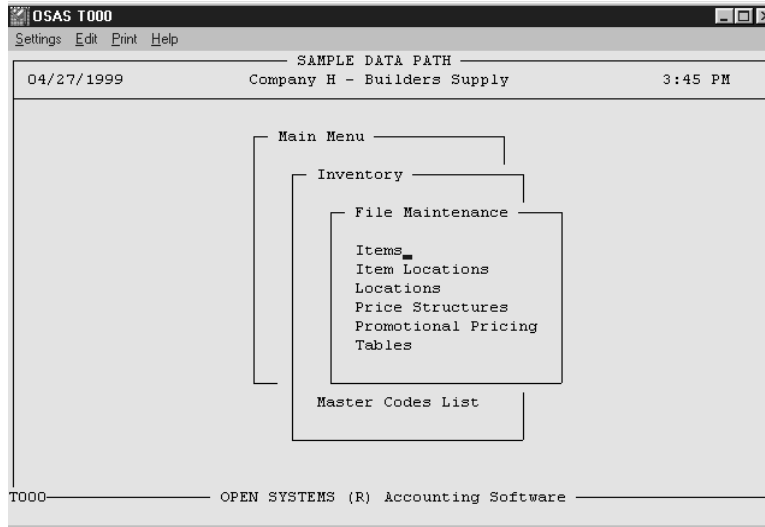 OSAS T000
Settings Edit Print Help
SAMPLE DATA PATH
04/27/1999 Company H - Builders Supply 3:45 PM
Main Menu
Inventory
File Maintenance
Items
Item Locations
Locations
Price Structures
Promotional Pricing
Tables
Master Codes List
T000 OPEN SYSTEMS (R) Accounting Software